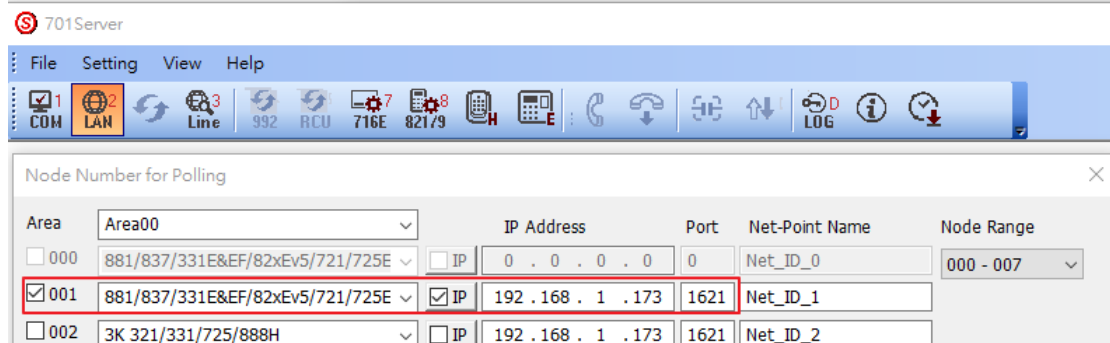 S 701Server
File Setting View Help
1 COM 2 LAN 3 Line 992 RCU 7 716E 8 821/9 H E D LOG i
Node Number for Polling
Area Area00 IP Address Port Net-Point Name Node Range
000 881/837/331E&EF/82xEv5/721/725E IP 0 . 0 . 0 . 0 0 Net_ID_0 000 - 007
001 881/837/331E&EF/82xEv5/721/725E IP 192 . 168 . 1 . 173 1621 Net_ID_1
002 3K 321/331/725/888H IP 192 . 168 . 1 . 173 1621 Net_ID_2